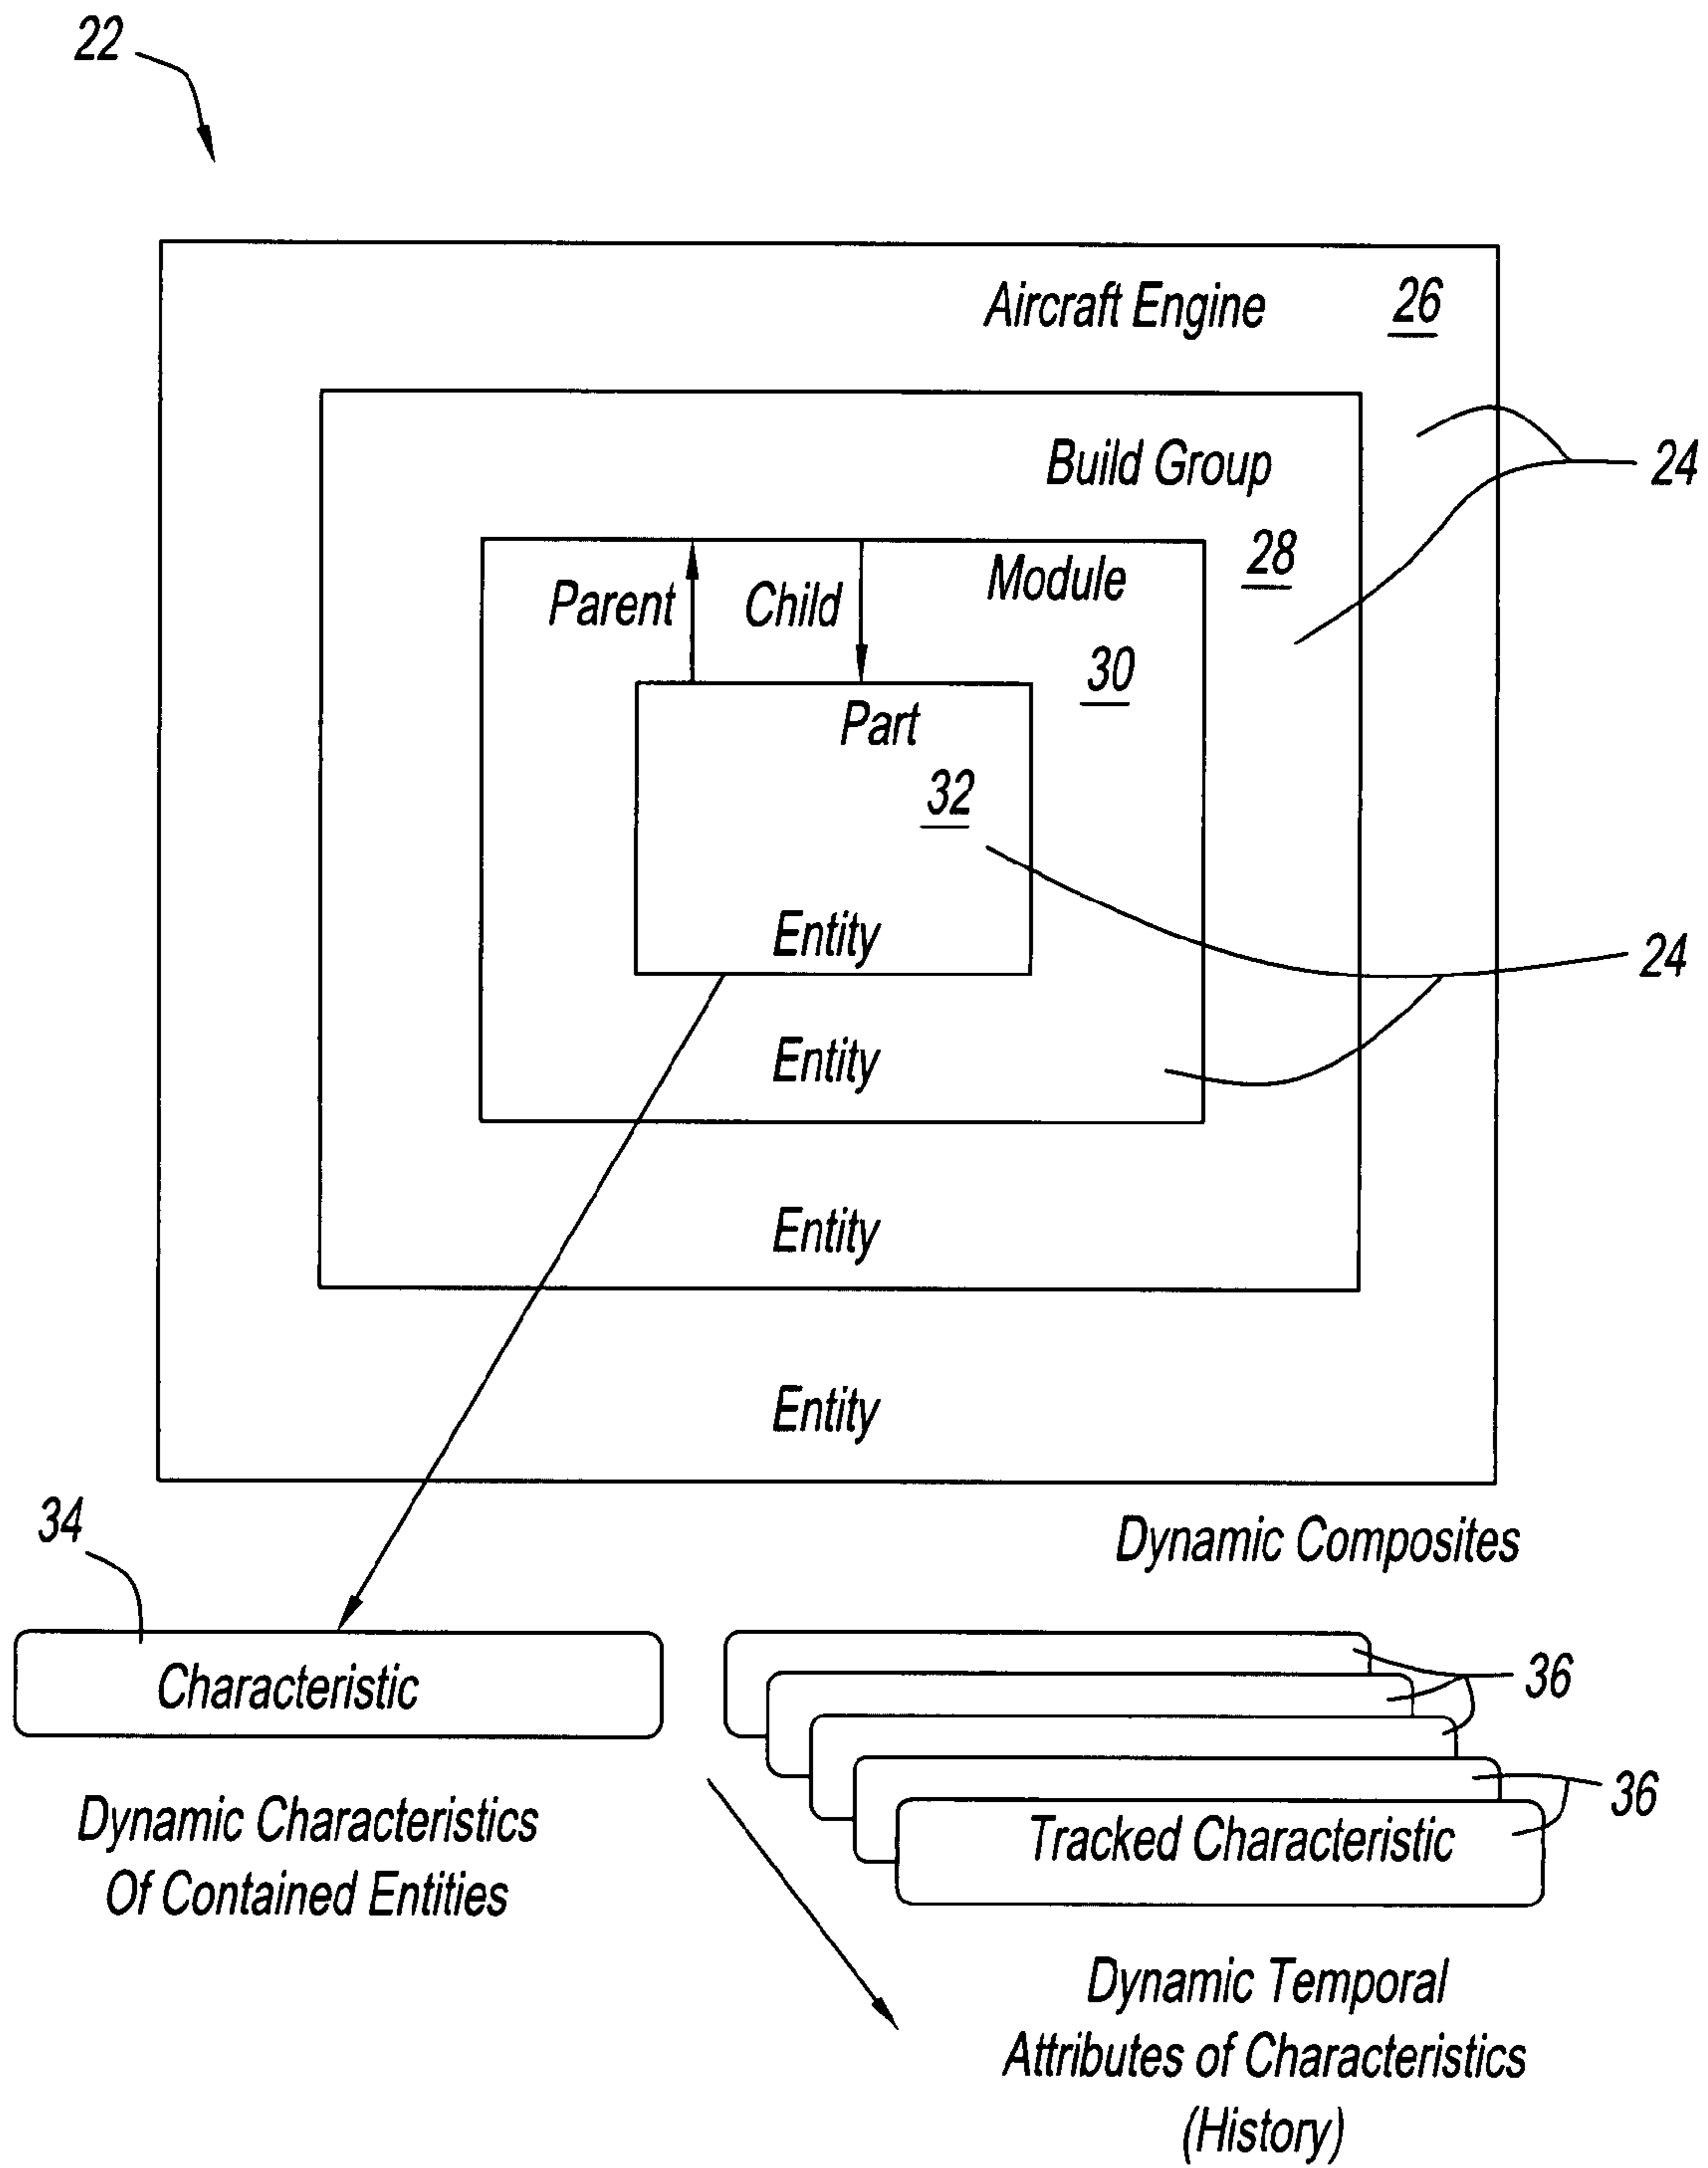 22
Aircraft Engine 26
Build Group
24
28
Module
Parent Child
30
Part
32
Entity
24
Entity
Entity
Entity
Dynamic Composites
34
Characteristic
36
36
Tracked Characteristic
Dynamic Characteristics
Of Contained Entities
Dynamic Temporal
Attributes of Characteristics
(History)